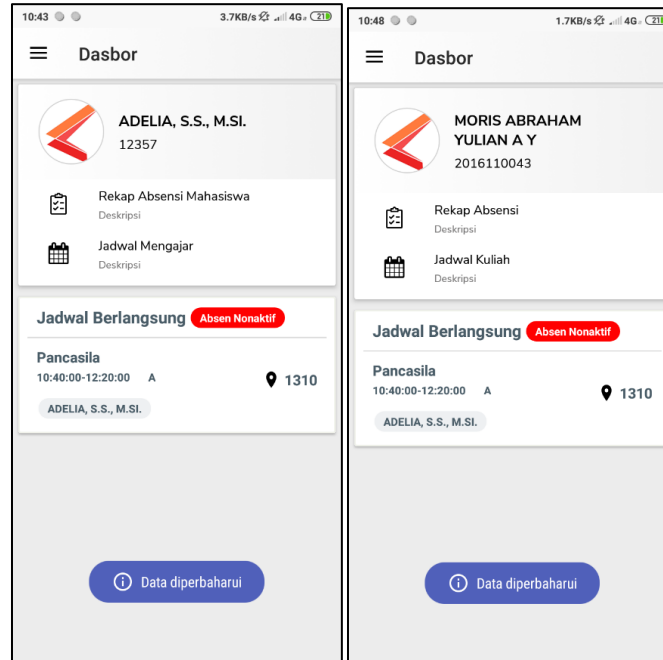 10:43 3.7KB/s 4G 21
Dasbor
ADELIA, S.S., M.SI.
12357
Rekap Absensi Mahasiswa
Deskripsi
Jadwal Mengajar
Deskripsi
Jadwal Berlangsung Absen Nonaktif
Pancasila
10:40:00-12:20:00 A 1310
ADELIA, S.S., M.SI.
Data diperbaharui
10:48 1.7KB/s 4G 21
Dasbor
MORIS ABRAHAM
YULIAN A Y
2016110043
Rekap Absensi
Deskripsi
Jadwal Kuliah
Deskripsi
Jadwal Berlangsung Absen Nonaktif
Pancasila
10:40:00-12:20:00 A 1310
ADELIA, S.S., M.SI.
Data diperbaharui